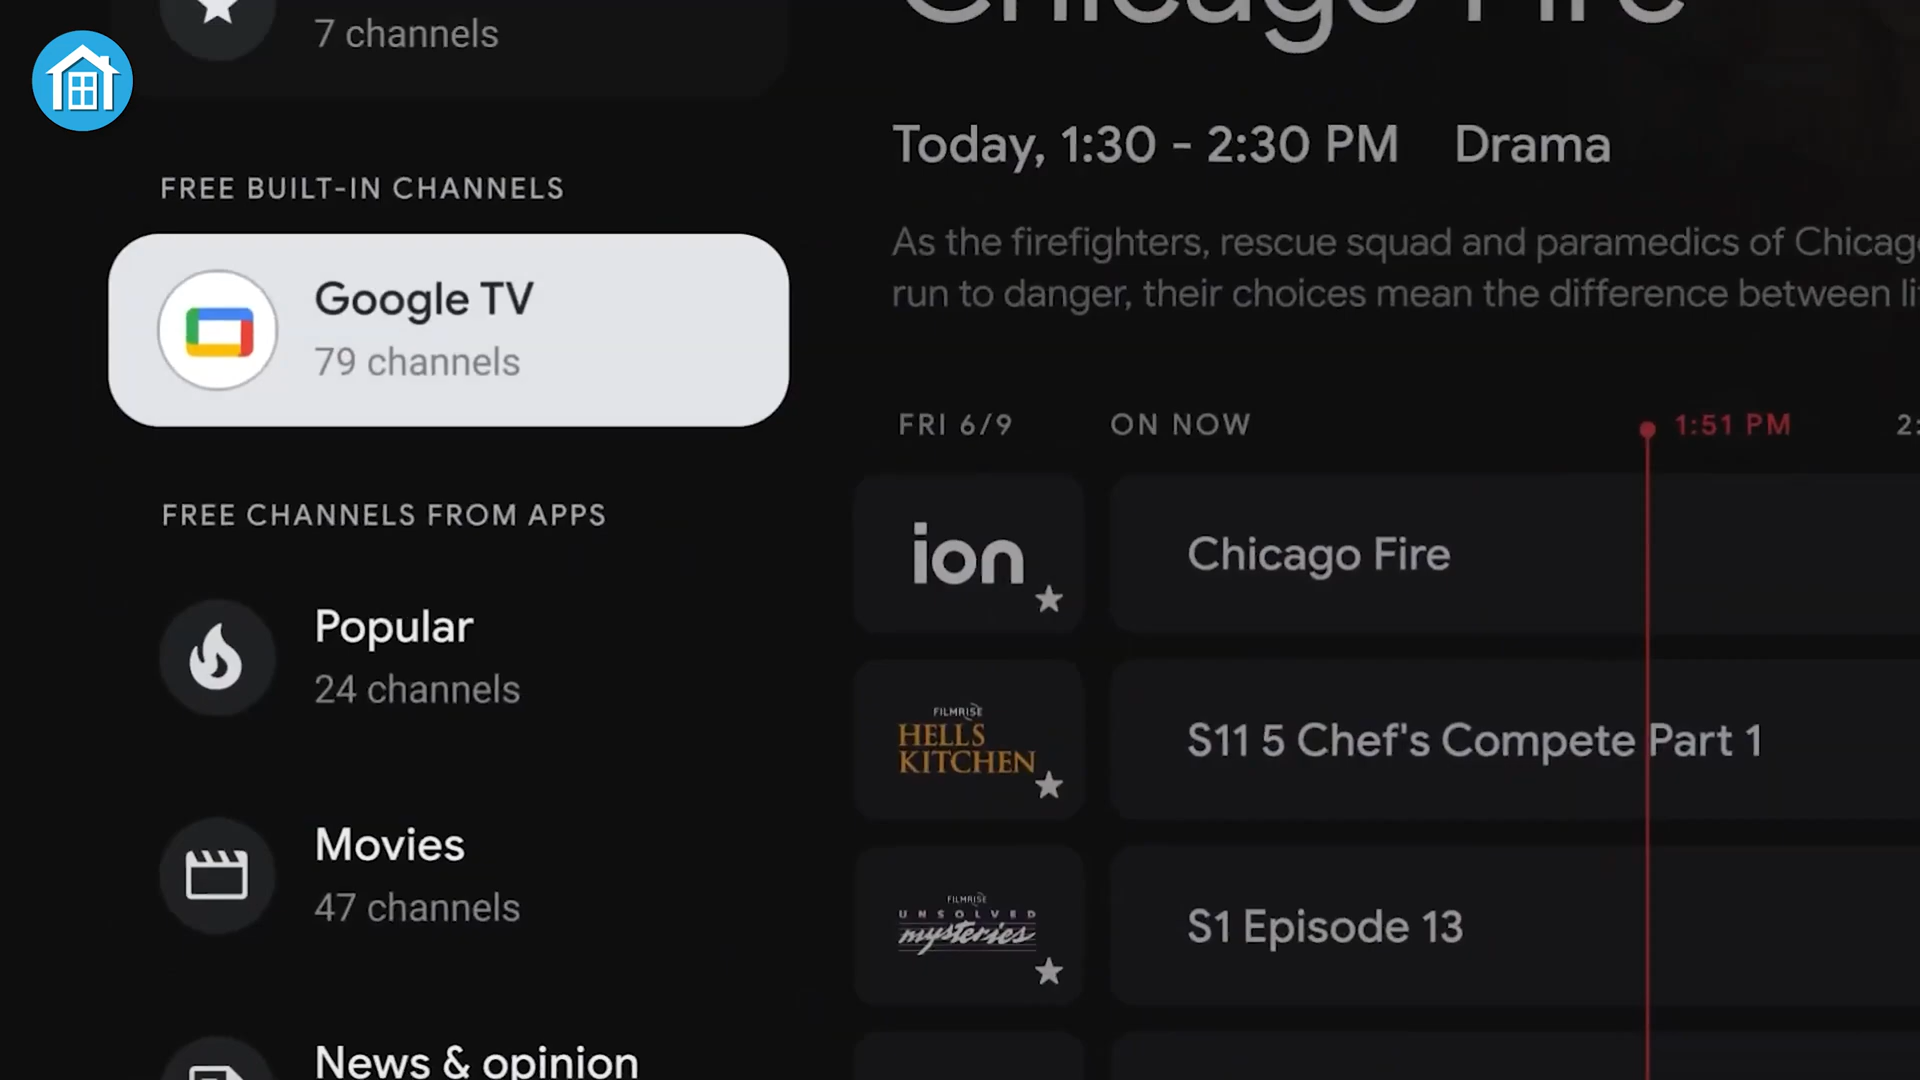 7 channels
FREE BUILT-IN CHANNELS
Google TV
79 channels
FREE CHANNELS FROM APPS
Popular
24 channels
Movies
47 channels
News & opinion
Chicago Fire
Today, 1:30 - 2:30 PM Drama
As the firefighters, rescue squad and paramedics of Chicag
run to danger, their choices mean the difference between li
FRI 6/9 ON NOW 1:51 PM 2:
ion
Chicago Fire
FILMRISE
HELLS
KITCHEN
S11 5 Chef's Compete Part 1
FILMRISE
UNSOLVED
mysteries
S1 Episode 13